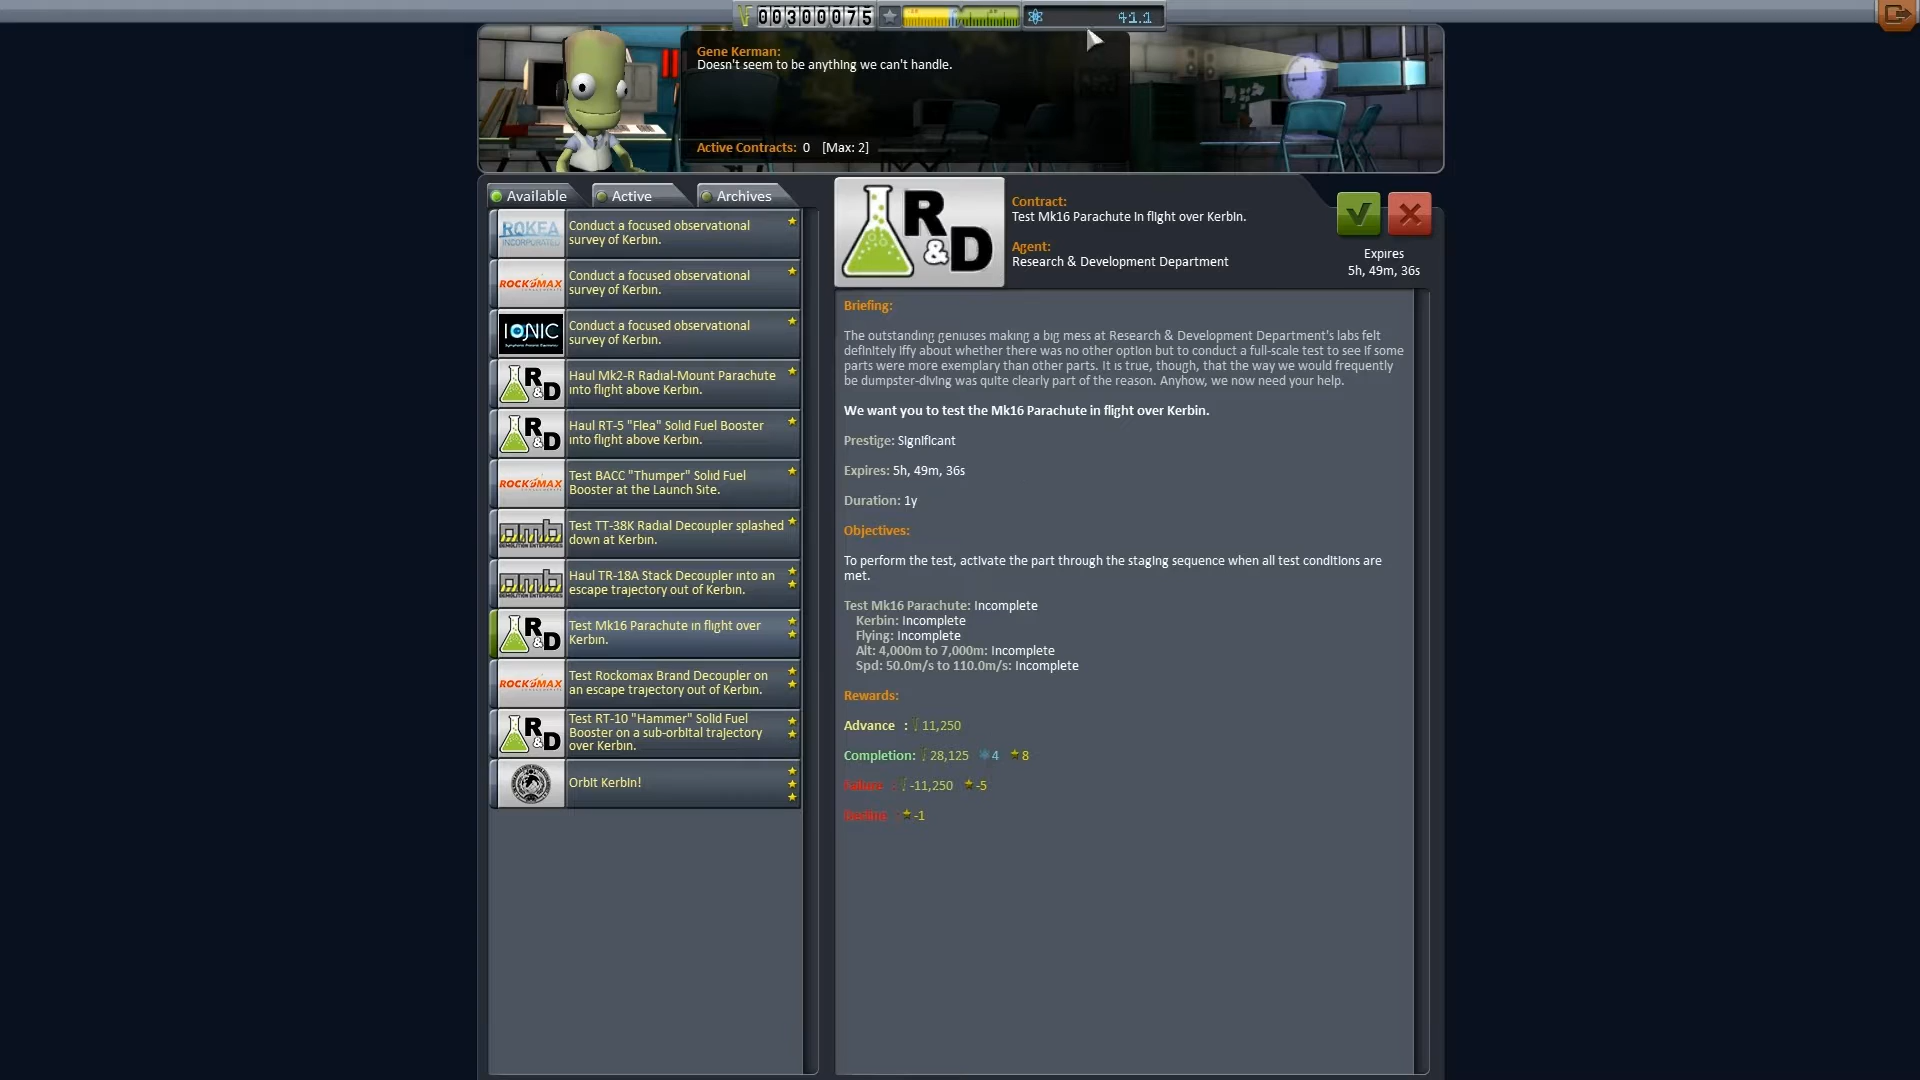 00300075
41.1
Gene Kerman:
Doesn't seem to be anything we can't handle.
Active Contracts: 0 [Max: 2]
Available
Active
Archives
ROKEA
INCORPORATED
Conduct a focused observational
survey of Kerbin.
ROCKOMAX
Conduct a focused observational
survey of Kerbin.
IONIC
Conduct a focused observational
survey of Kerbin.
R&D
Haul Mk2-R Radial-Mount Parachute
into flight above Kerbin.
R&D
Haul RT-5 "Flea" Solid Fuel Booster
into flight above Kerbin.
ROCKOMAX
Test BACC "Thumper" Solid Fuel
Booster at the Launch Site.
OMB
DEMOLITION ENTERPRISES
Test TT-38K Radial Decoupler splashed
down at Kerbin.
OMB
DEMOLITION ENTERPRISES
Haul TR-18A Stack Decoupler into an
escape trajectory out of Kerbin.
R&D
Test Mk16 Parachute in flight over
Kerbin.
ROCKOMAX
Test Rockomax Brand Decoupler on
an escape trajectory out of Kerbin.
R&D
Test RT-10 "Hammer" Solid Fuel
Booster on a sub-orbital trajectory
over Kerbin.
Orbit Kerbin!
R&D
Contract:
Test Mk16 Parachute in flight over Kerbin.
Agent:
Research & Development Department
Expires
5h, 49m, 36s
Briefing:
The outstanding geniuses making a big mess at Research & Development Department's labs felt
definitely iffy about whether there was no other option but to conduct a full-scale test to see if some
parts were more exemplary than other parts. It is true, though, that the way we would frequently
be dumpster-diving was quite clearly part of the reason. Anyhow, we now need your help.
We want you to test the Mk16 Parachute in flight over Kerbin.
Prestige: Significant
Expires: 5h, 49m, 36s
Duration: 1y
Objectives:
To perform the test, activate the part through the staging sequence when all test conditions are
met.
Test Mk16 Parachute: Incomplete
Kerbin: Incomplete
Flying: Incomplete
Alt: 4,000m to 7,000m: Incomplete
Spd: 50.0m/s to 110.0m/s: Incomplete
Rewards:
Advance : 11,250
Completion: 28,125 4 8
Failure : -11,250 -5
-1